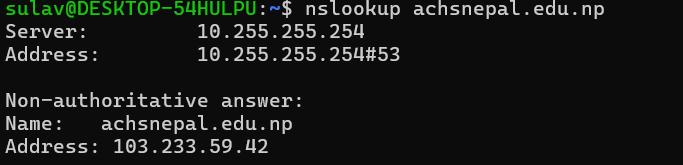 sulav@DESKTOP-54HULPU:~$ nslookup achsnepal.edu.np
Server:         10.255.255.254
Address:        10.255.255.254#53

Non-authoritative answer:
Name:   achsnepal.edu.np
Address: 103.233.59.42